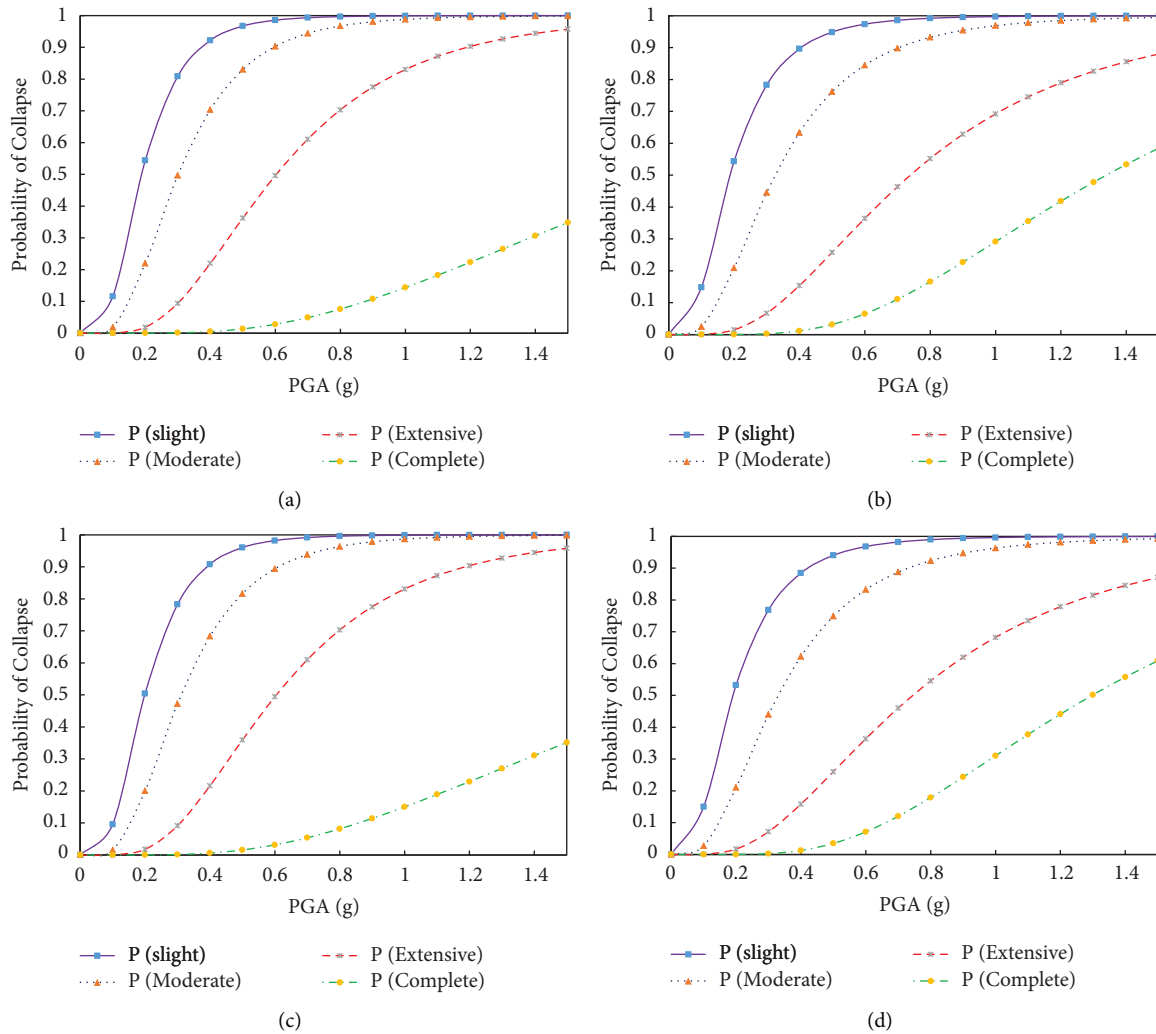 Probability of Collapse
1
0.9
0.8
0.7
0.6
0.5
0.4
0.3
0.2
0.1
0
0 0.2 0.4 0.6 0.8 1 1.2 1.4
PGA (g)
P (slight) P (Extensive)
P (Moderate) P (Complete)
(a)
Probability of Collapse
1
0.9
0.8
0.7
0.6
0.5
0.4
0.3
0.2
0.1
0
0 0.2 0.4 0.6 0.8 1 1.2 1.4
PGA (g)
P (slight) P (Extensive)
P (Moderate) P (Complete)
(b)
Probability of Collapse
1
0.9
0.8
0.7
0.6
0.5
0.4
0.3
0.2
0.1
0
0 0.2 0.4 0.6 0.8 1 1.2 1.4
PGA (g)
P (slight) P (Extensive)
P (Moderate) P (Complete)
(c)
Probability of Collapse
1
0.9
0.8
0.7
0.6
0.5
0.4
0.3
0.2
0.1
0
0 0.2 0.4 0.6 0.8 1 1.2 1.4
PGA (g)
P (slight) P (Extensive)
P (Moderate) P (Complete)
(d)